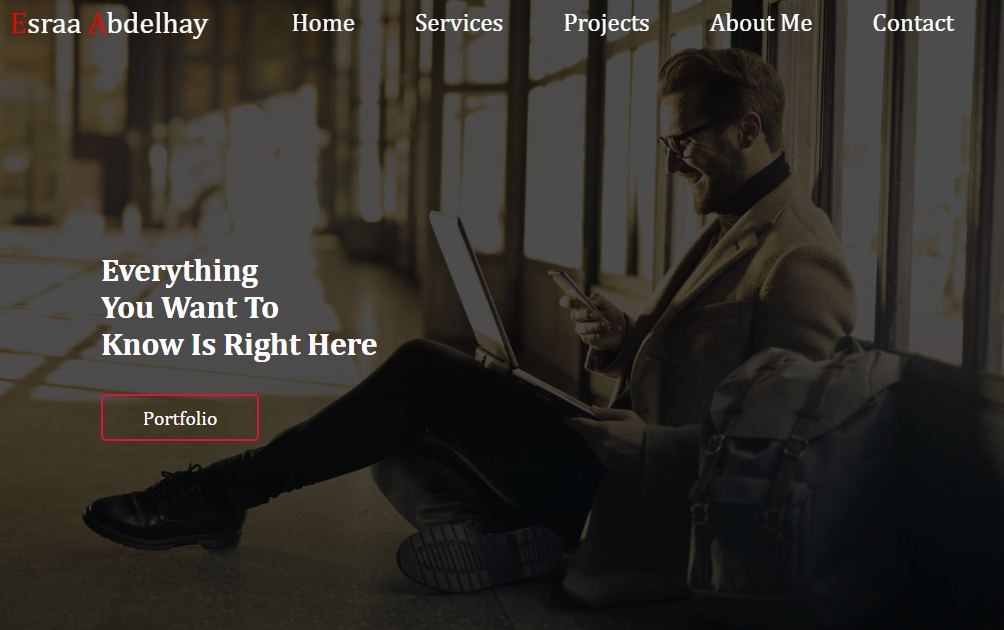 Esraa Abdelhay
Home
Services
Projects
About Me
Contact
Everything
You Want To
Know Is Right Here
Portfolio